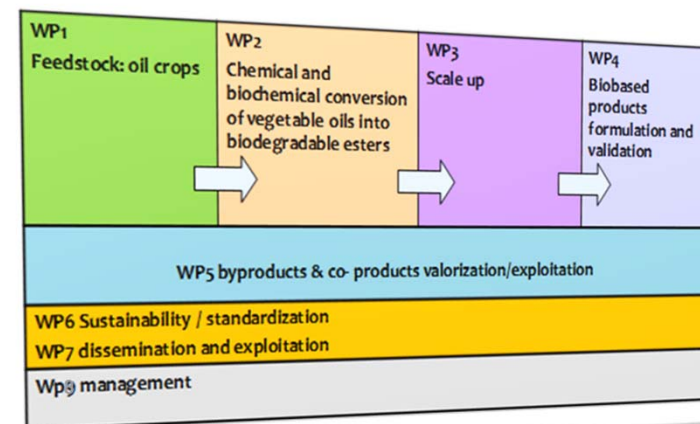 WP1
Feedstock: oil crops
WP2
Chemical and
biochemical conversion
of vegetable oils into
biodegradable esters
WP3
Scale up
WP4
Biobased
products
formulation and
validation
WP5 byproducts & co- products valorization/exploitation
WP6 Sustainability / standardization
WP7 dissemination and exploitation
Wp9 management